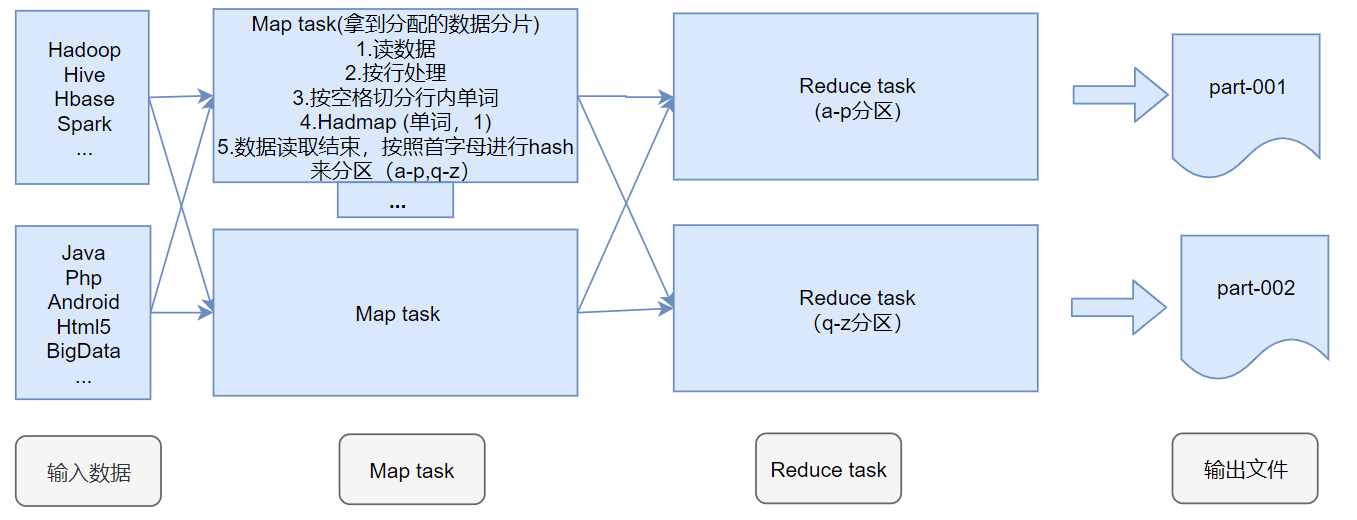 Hadoop
Hive
Hbase
Spark
...
Java
Php
Android
Html5
BigData
...
Map task(拿到分配的数据分片)
1.读数据
2.按行处理
3.按空格切分行内单词
4.Hadmap (单词，1)
5.数据读取结束，按照首字母进行hash
来分区（a-p,q-z）
...
Map task
Reduce task
(a-p分区)
Reduce task
（q-z分区）
part-001
part-002
输入数据
Map task
Reduce task
输出文件